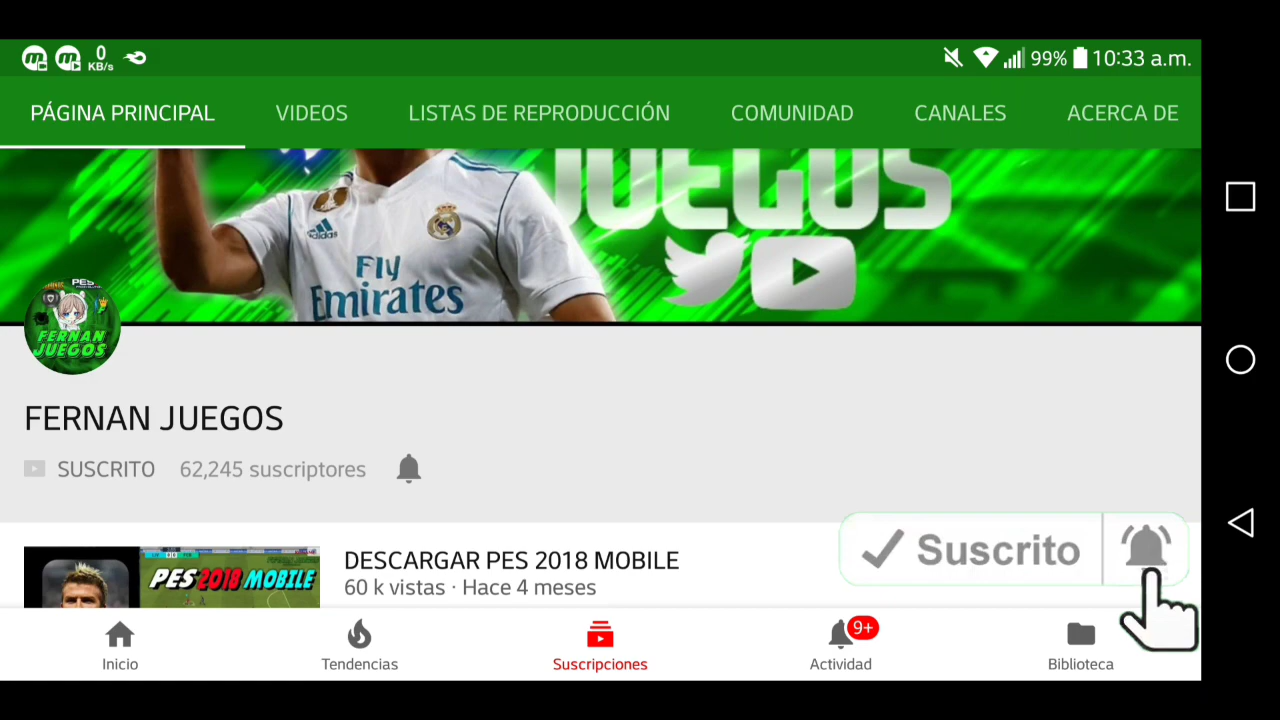 0
KB/s
99%
10:33 a.m.
PÁGINA PRINCIPAL
VIDEOS
LISTAS DE REPRODUCCIÓN
COMUNIDAD
CANALES
ACERCA DE
JUEGOS
adidas
Fly
Emirates
PES
FERNAN
JUEGOS
FERNAN JUEGOS
SUSCRITO
62,245 suscriptores
Suscrito
PES 2018 MOBILE
DESCARGAR PES 2018 MOBILE
60 k vistas · Hace 4 meses
Inicio
Tendencias
Suscripciones
9+
Actividad
Biblioteca